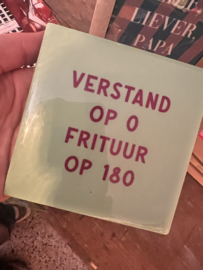 LIEVER
PAPA
VERSTAND
OP 0
FRITUUR
OP 180